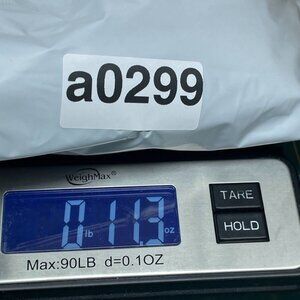 a0299
WeighMax®
TARE
0 lb 11.3 oz
HOLD
Max:90LB d=0.1OZ